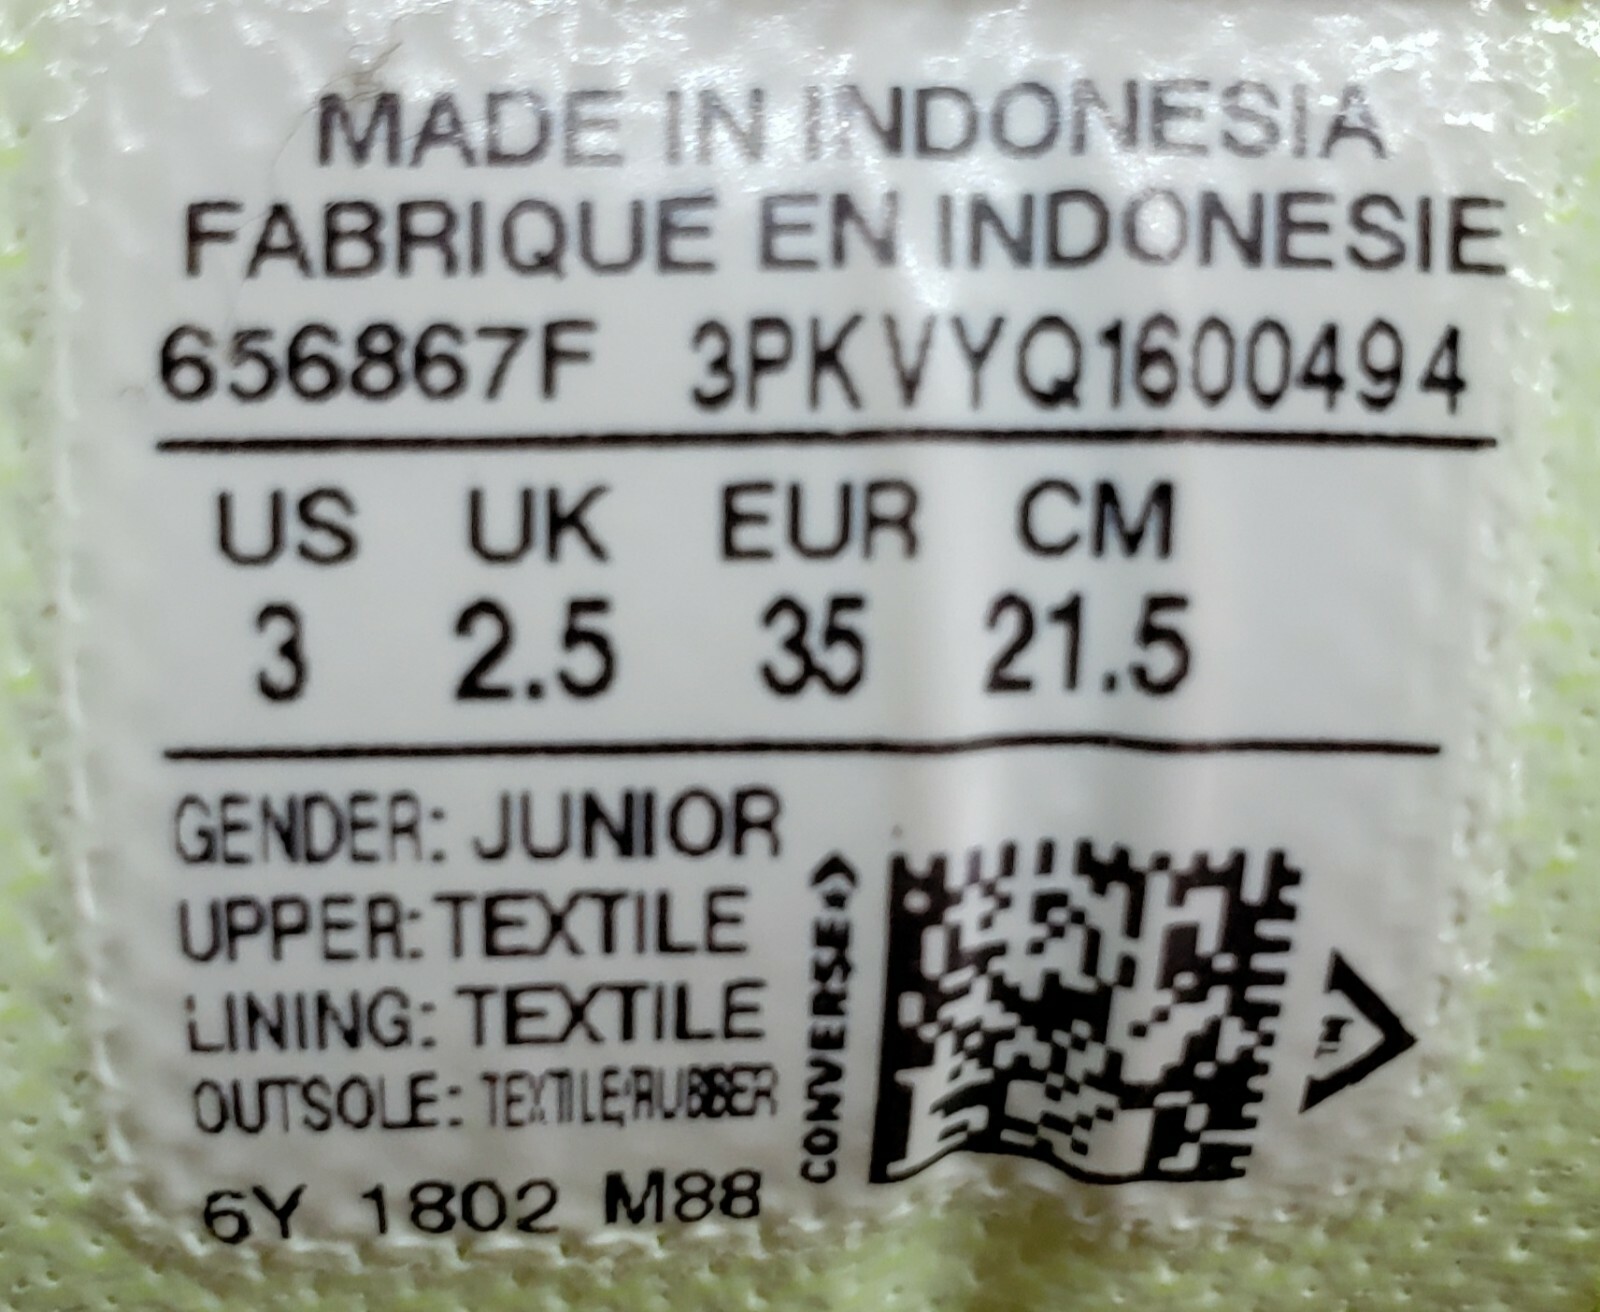 MADE IN INDONESIA
FABRIQUE EN INDONESIE
656867F 3PKVYQ1600494
US UK EUR CM
3 2.5 35 21.5
GENDER: JUNIOR
UPPER: TEXTILE
LINING: TEXTILE
OUTSOLE: TEXTILE/RUBBER
6Y 1802 M88
CONVERSE
TM